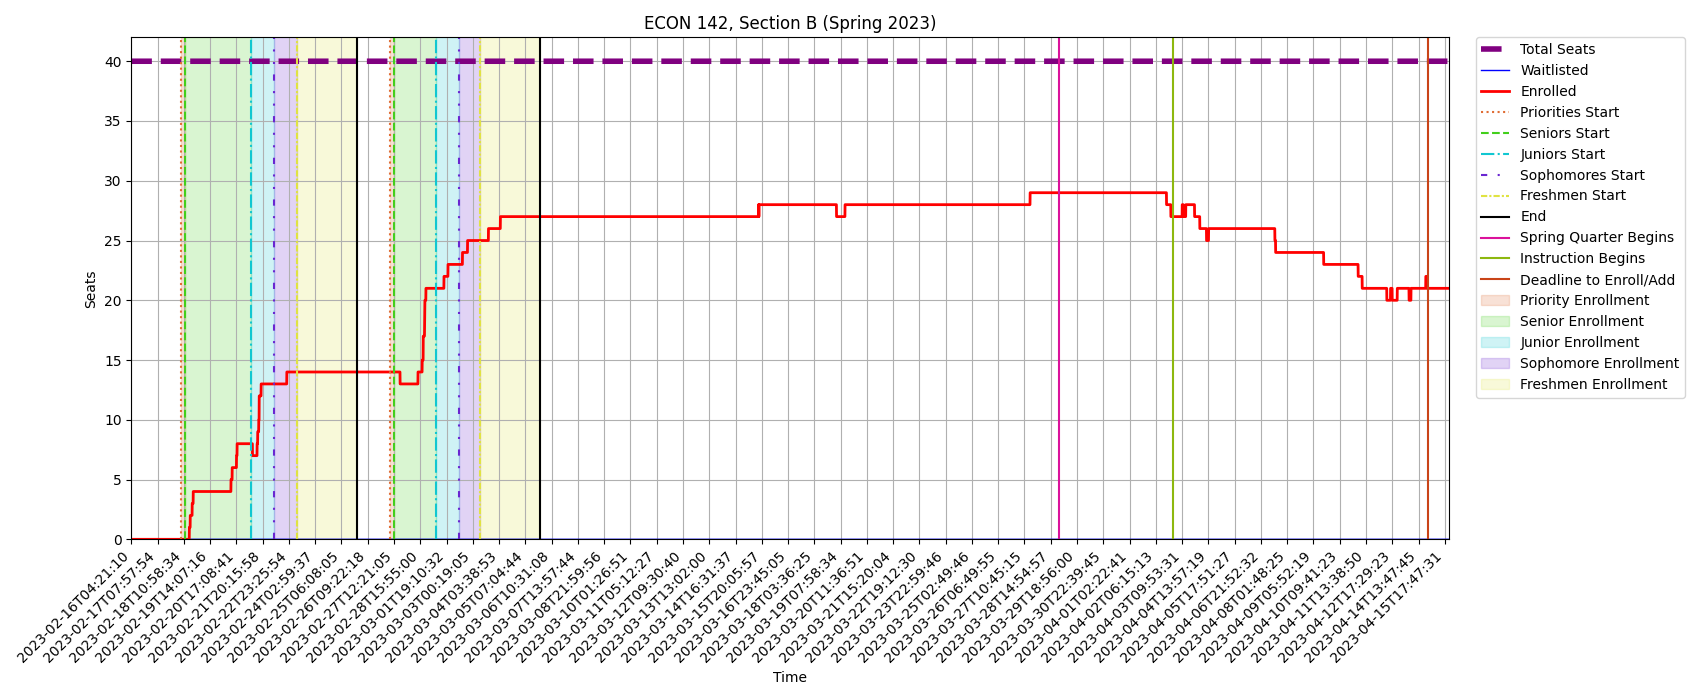 ECON 142, Section B (Spring 2023)
Seats
40
35
30
25
20
15
10
5
0
2023-02-16T04:21:10
2023-02-17T07:57:54
2023-02-18T10:58:34
2023-02-19T14:07:16
2023-02-20T17:08:41
2023-02-21T20:15:58
2023-02-22T23:25:54
2023-02-24T02:59:37
2023-02-25T06:08:05
2023-02-26T09:22:18
2023-02-27T12:21:05
2023-02-28T15:55:00
2023-03-01T19:10:32
2023-03-03T00:19:05
2023-03-04T03:38:53
2023-03-05T07:04:44
2023-03-06T10:31:08
2023-03-07T13:57:44
2023-03-08T21:59:56
2023-03-10T01:26:51
2023-03-11T05:12:27
2023-03-12T09:30:40
2023-03-13T13:02:00
2023-03-14T16:31:37
2023-03-15T20:05:57
2023-03-16T23:45:05
2023-03-18T03:36:25
2023-03-19T07:58:34
2023-03-20T11:36:51
2023-03-21T15:20:04
2023-03-22T19:12:30
2023-03-23T22:59:46
2023-03-25T02:49:46
2023-03-26T06:49:55
2023-03-27T10:45:15
2023-03-28T14:54:57
2023-03-29T18:56:00
2023-03-30T22:39:45
2023-04-01T02:22:41
2023-04-02T06:15:13
2023-04-03T09:53:31
2023-04-04T13:57:19
2023-04-05T17:51:27
2023-04-06T21:52:32
2023-04-08T01:48:25
2023-04-09T05:52:19
2023-04-10T09:41:23
2023-04-11T13:38:50
2023-04-12T17:29:23
2023-04-14T13:47:45
2023-04-15T17:47:31
Time
Total Seats
Waitlisted
Enrolled
Priorities Start
Seniors Start
Juniors Start
Sophomores Start
Freshmen Start
End
Spring Quarter Begins
Instruction Begins
Deadline to Enroll/Add
Priority Enrollment
Senior Enrollment
Junior Enrollment
Sophomore Enrollment
Freshmen Enrollment